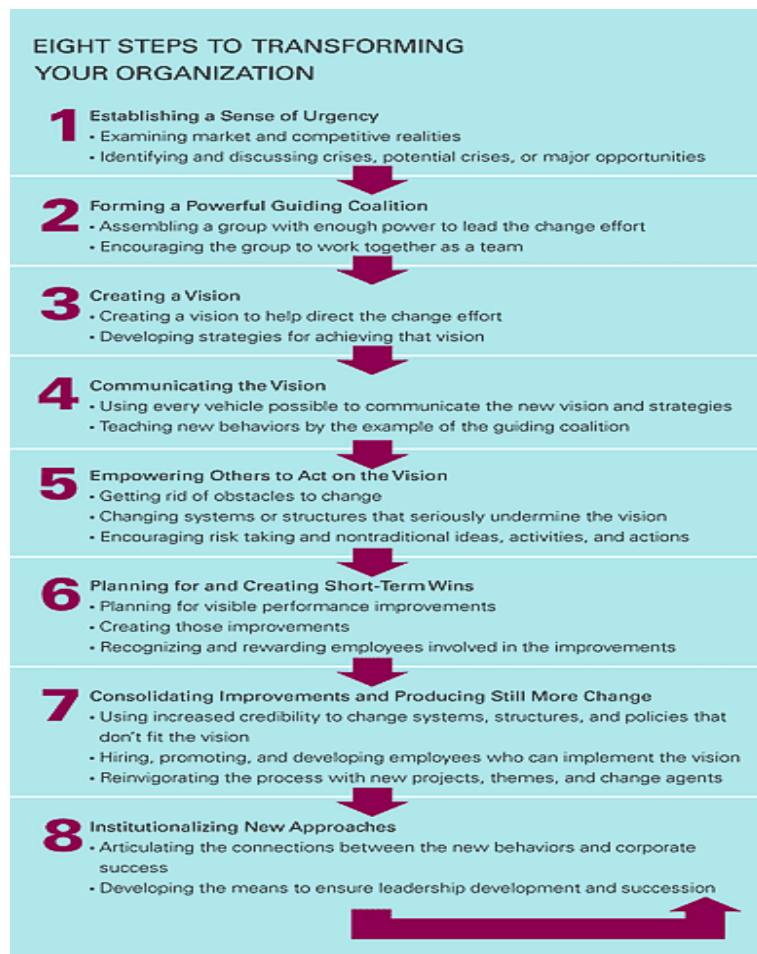 EIGHT STEPS TO TRANSFORMING
YOUR ORGANIZATION
1 Establishing a Sense of Urgency
• Examining market and competitive realities
• Identifying and discussing crises, potential crises, or major opportunities
2 Forming a Powerful Guiding Coalition
• Assembling a group with enough power to lead the change effort
• Encouraging the group to work together as a team
3 Creating a Vision
• Creating a vision to help direct the change effort
• Developing strategies for achieving that vision
4 Communicating the Vision
• Using every vehicle possible to communicate the new vision and strategies
• Teaching new behaviors by the example of the guiding coalition
5 Empowering Others to Act on the Vision
• Getting rid of obstacles to change
• Changing systems or structures that seriously undermine the vision
• Encouraging risk taking and nontraditional ideas, activities, and actions
6 Planning for and Creating Short-Term Wins
• Planning for visible performance improvements
• Creating those improvements
• Recognizing and rewarding employees involved in the improvements
7 Consolidating Improvements and Producing Still More Change
• Using increased credibility to change systems, structures, and policies that
don't fit the vision
• Hiring, promoting, and developing employees who can implement the vision
• Reinvigorating the process with new projects, themes, and change agents
8 Institutionalizing New Approaches
• Articulating the connections between the new behaviors and corporate
success
• Developing the means to ensure leadership development and succession